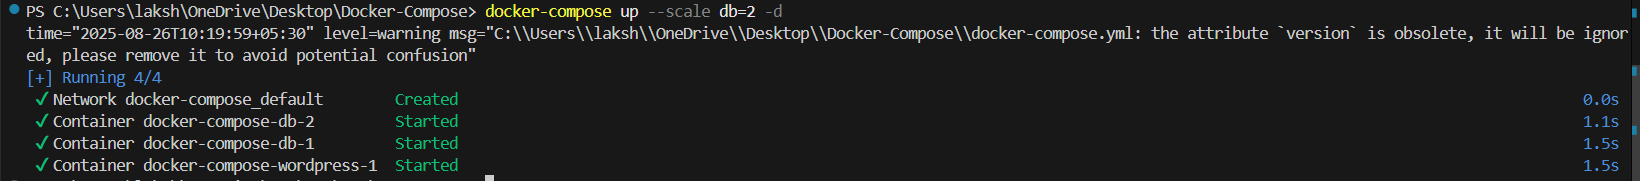 PS C:\Users\laksh\OneDrive\Desktop\Docker-Compose> docker-compose up --scale db=2 -d
time="2025-08-26T10:19:59+05:30" level=warning msg="C:\\Users\\laksh\\OneDrive\\Desktop\\Docker-Compose\\docker-compose.yml: the attribute `version` is obsolete, it will be ignor
ed, please remove it to avoid potential confusion"
[+] Running 4/4
✔ Network docker-compose_default Created 0.0s
✔ Container docker-compose-db-2 Started 1.1s
✔ Container docker-compose-db-1 Started 1.5s
✔ Container docker-compose-wordpress-1 Started 1.5s